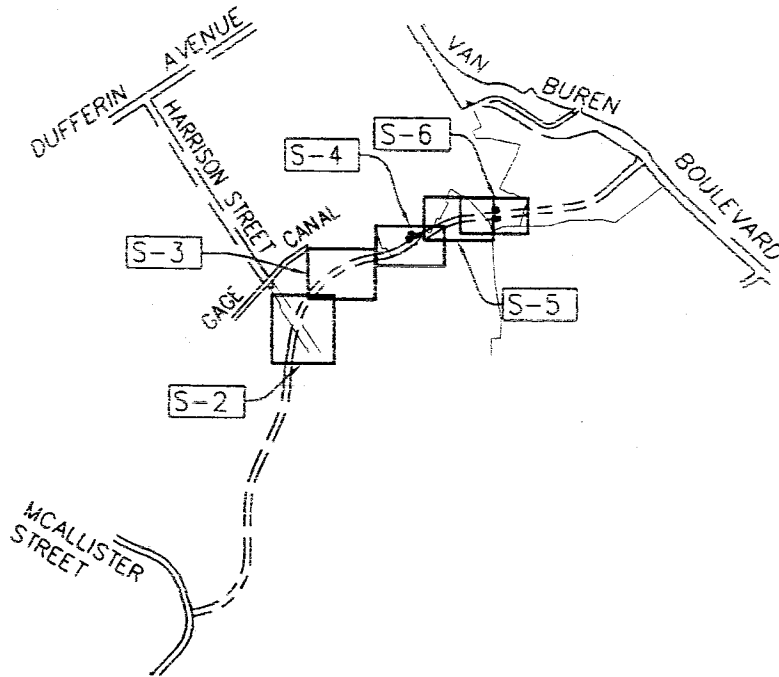 DUFFERIN AVENUE
VAN BUREN BOULEVARD
HARRISON STREET
S-4
S-6
GAGE CANAL
S-3
S-5
S-2
MCALLISTER
STREET